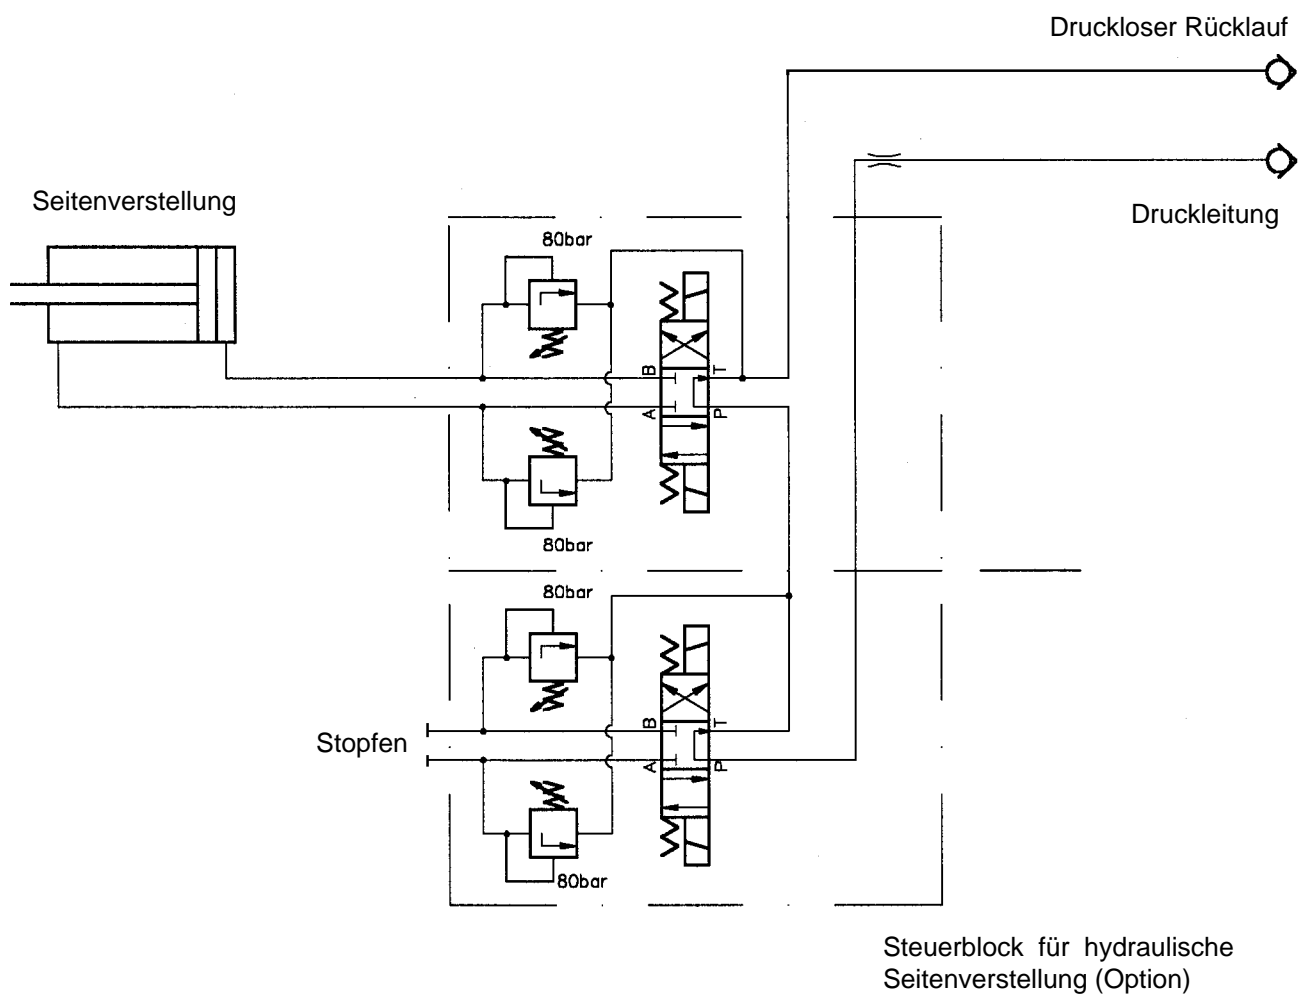 Druckloser Rücklauf
Seitenverstellung
Druckleitung
80bar
B
T
A
P
80bar
80bar
Stopfen
B
T
A
P
80bar
Steuerblock für hydraulische
Seitenverstellung (Option)